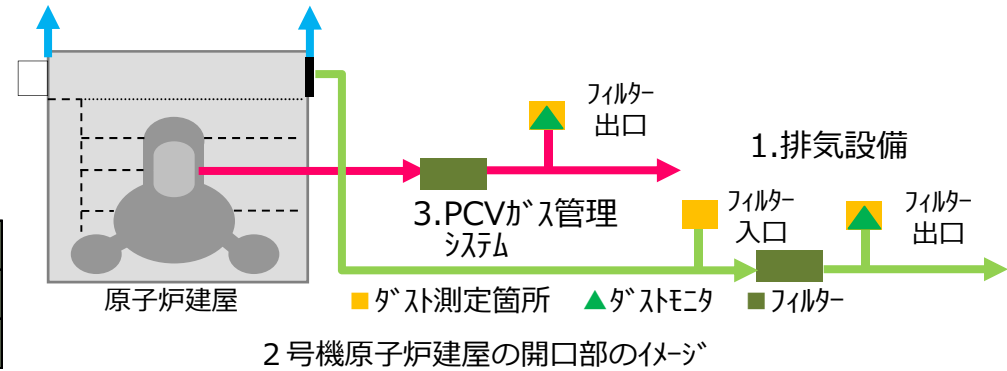 フィルター
出口
1.排気設備
3.PCVガス管理
システム
フィルター
入口
フィルター
出口
原子炉建屋
■ダスト測定箇所 ▲ダストモニタ ■フィルター
2号機原子炉建屋の開口部のイメージ